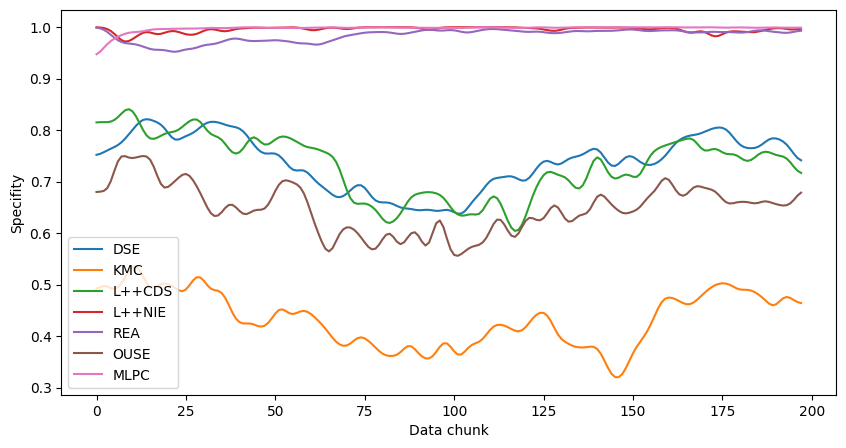 1.0
0.9
0.8
0.7
0.6
0.5
0.4
0.3
Specifity
DSE
KMC
L++CDS
L++NIE
REA
OUSE
MLPC
0 25 50 75 100 125 150 175 200
Data chunk